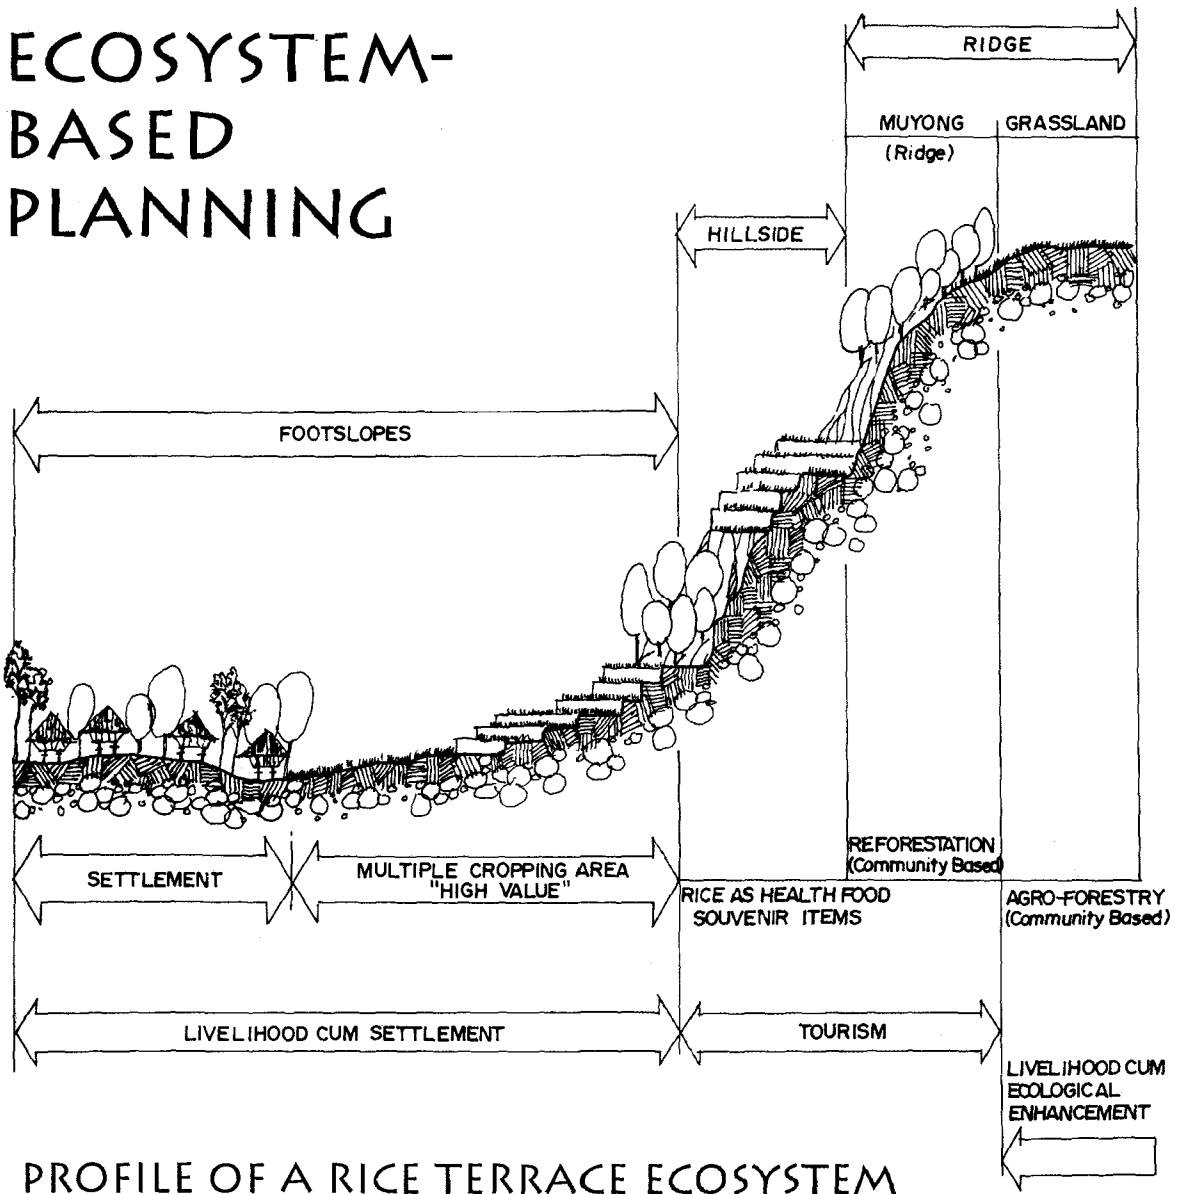 ECOSYSTEM-
BASED
PLANNING
RIDGE
MUYONG
(Ridge)
GRASSLAND
HILLSIDE
FOOTSLOPES
SETTLEMENT
MULTIPLE CROPPING AREA
"HIGH VALUE"
REFORESTATION
(Community Based)
RICE AS HEALTH FOOD
SOUVENIR ITEMS
AGRO-FORESTRY
(Community Based)
LIVELIHOOD CUM SETTLEMENT
TOURISM
LIVELIHOOD CUM
ECOLOGICAL
ENHANCEMENT
PROFILE OF A RICE TERRACE ECOSYSTEM